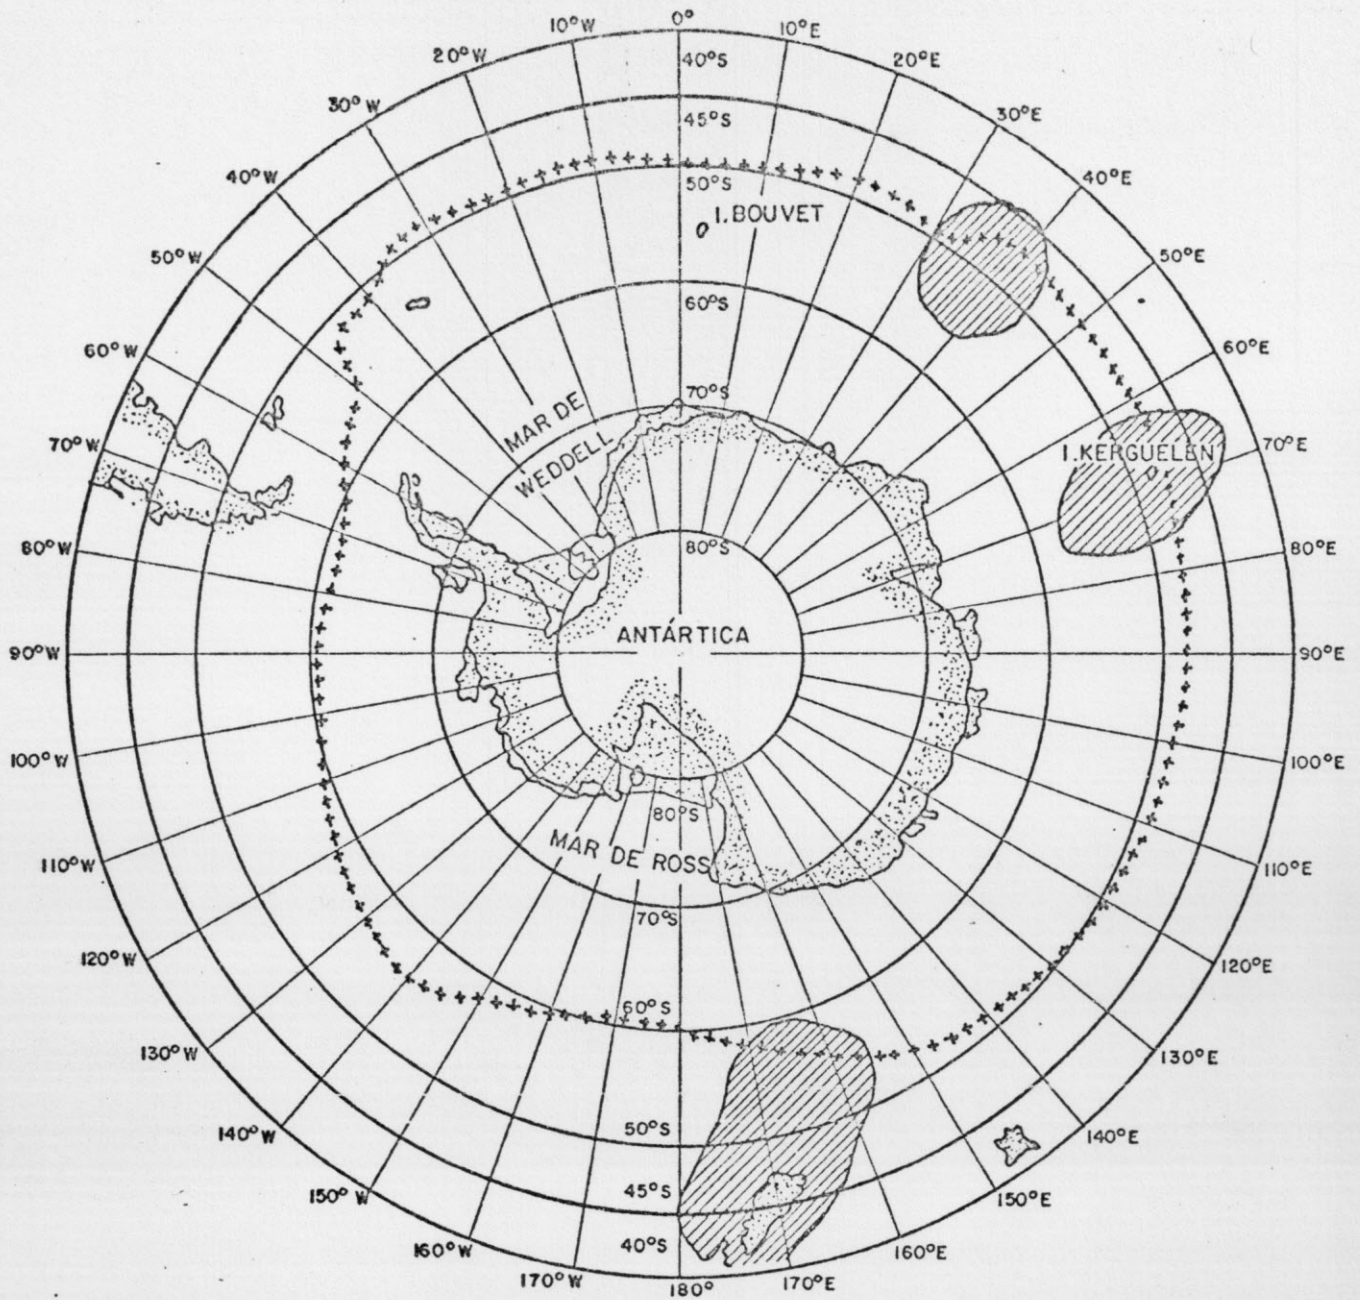 0°
10°W
10°E
20°W
20°E
40°S
30°W
30°E
45°S
40°W
40°E
50°S
I.BOUVET
50°W
50°E
60°S
60°W
60°E
70°S
MAR DE
WEDDELL
70°W
70°E
I.KERGUELEN
80°W
80°S
80°E
ANTÁRTICA
90°W
90°E
100°W
100°E
80°S
MAR DE ROSS
110°W
110°E
70°S
120°W
120°E
60°S
130°W
130°E
50°S
140°W
140°E
45°S
150°W
150°E
40°S
160°W
160°E
170°W
180°
170°E